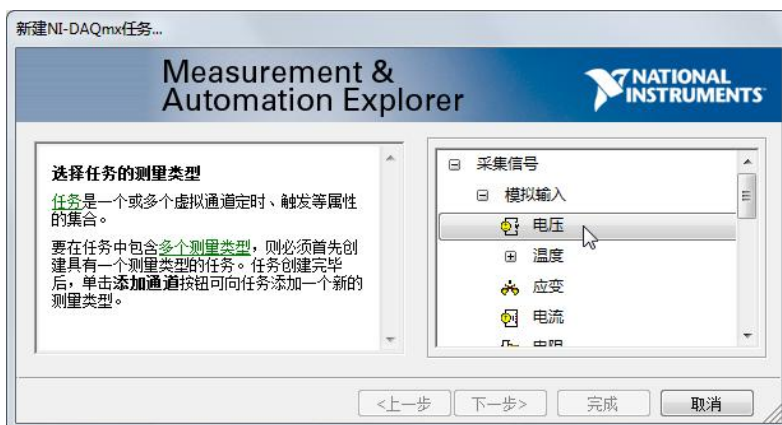 新建NI-DAQmx任务...
Measurement &
Automation Explorer
NATIONAL
INSTRUMENTS
选择任务的测量类型
任务是一个或多个虚拟通道定时、触发等属性
的集合。
要在任务中包含多个测量类型，则必须首先创
建具有一个测量类型的任务。任务创建完毕
后，单击添加通道按钮可向任务添加一个新的
测量类型。
采集信号
模拟输入
电压
温度
应变
电流
电阻
<上一步
下一步>
完成
取消